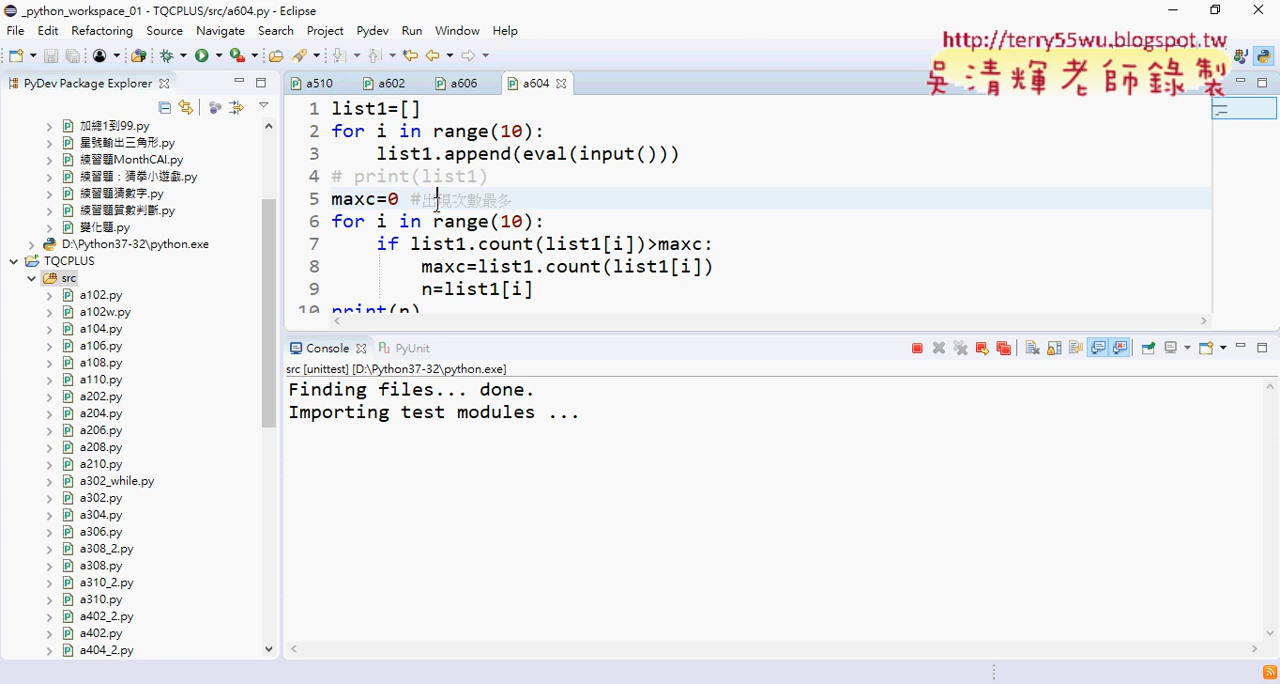 _python_workspace_01 - TQCPLUS/src/a604.py - Eclipse
File Edit Refactoring Source Navigate Search Project Pydev Run Window Help
http://terry55wu.blogspot.tw
吳清輝老師錄製
PyDev Package Explorer
加總1到99.py
星號輸出三角形.py
練習題MonthCAl.py
練習題：猜拳小遊戲.py
練習題猜數字.py
練習題質數判斷.py
變化題.py
D:\Python37-32\python.exe
TQCPLUS
src
a102.py
a102w.py
a104.py
a106.py
a108.py
a110.py
a202.py
a204.py
a206.py
a208.py
a210.py
a302_while.py
a302.py
a304.py
a306.py
a308_2.py
a308.py
a310_2.py
a310.py
a402_2.py
a402.py
a404_2.py
a510 a602 a606 a604
1 list1=[]
2 for i in range(10):
3 list1.append(eval(input()))
4 # print(list1)
5 maxc=0 #出現次數最多
6 for i in range(10):
7 if list1.count(list1[i])>maxc:
8 maxc=list1.count(list1[i])
9 n=list1[i]
10 print(n)
Console PyUnit
src [unittest] [D:\Python37-32\python.exe]
Finding files... done.
Importing test modules ...